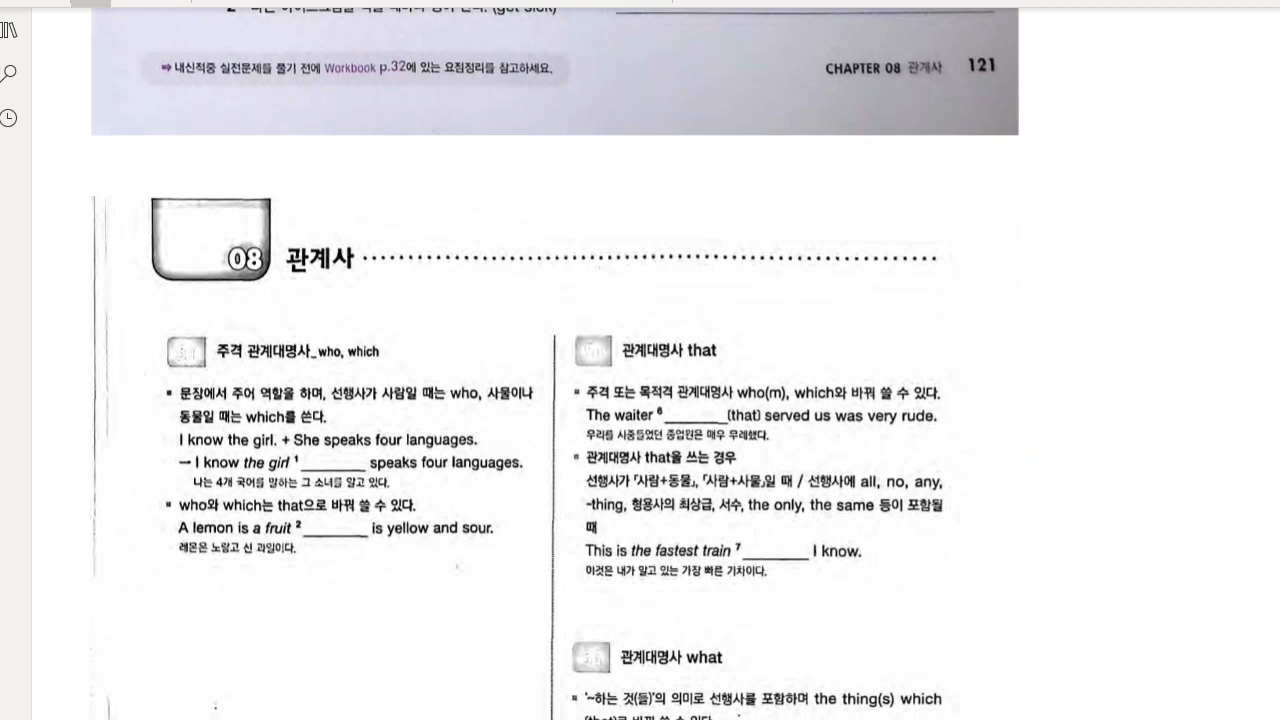 ➡ 내신적중 실전문제를 풀기 전에 Workbook p.32에 있는 요점정리를 참고하세요.
CHAPTER 08 관계사 121
08 관계사
주격 관계대명사_who, which
▪ 문장에서 주어 역할을 하며, 선행사가 사람일 때는 who, 사물이나
동물일 때는 which를 쓴다.
I know the girl. + She speaks four languages.
→ I know the girl ¹ ________ speaks four languages.
나는 4개 국어를 말하는 그 소녀를 알고 있다.
▪ who와 which는 that으로 바꿔 쓸 수 있다.
A lemon is a fruit ² ________ is yellow and sour.
레몬은 노랗고 신 과일이다.
관계대명사 that
▪ 주격 또는 목적격 관계대명사 who(m), which와 바꿔 쓸 수 있다.
The waiter ⁶ ________ (that) served us was very rude.
우리를 시중들었던 종업원은 매우 무례했다.
▪ 관계대명사 that을 쓰는 경우
선행사가 「사람+동물」, 「사람+사물」일 때 / 선행사에 all, no, any,
-thing, 형용사의 최상급, 서수, the only, the same 등이 포함될
때
This is the fastest train ⁷ ________ I know.
이것은 내가 알고 있는 가장 빠른 기차이다.
관계대명사 what
▪ '~하는 것(들)'의 의미로 선행사를 포함하며 the thing(s) which